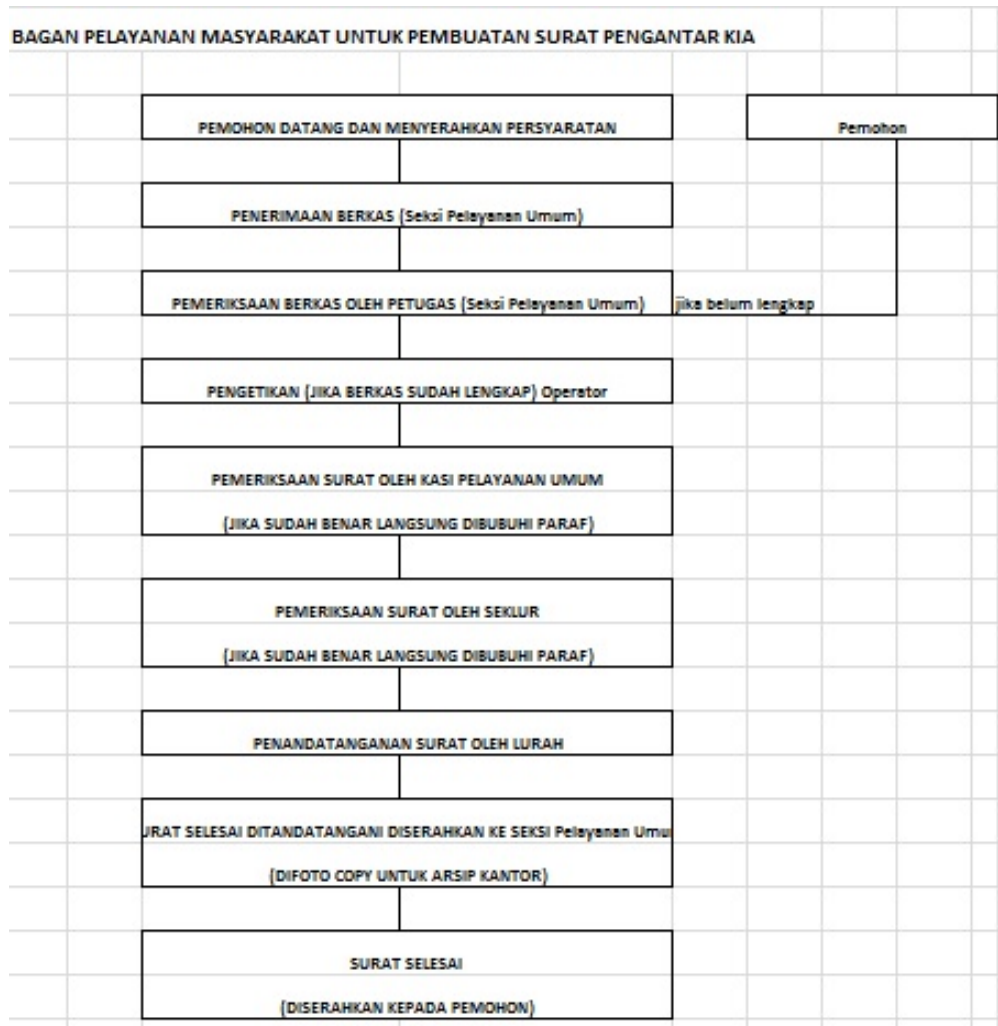 BAGAN PELAYANAN MASYARAKAT UNTUK PEMBUATAN SURAT PENGANTAR KIA
PEMOHON DATANG DAN MENYERAHKAN PERSYARATAN
Pemohon
PENERIMAAN BERKAS (Seksi Pelayanan Umum)
PEMERIKSAAN BERKAS OLEH PETUGAS (Seksi Pelayanan Umum)
jika belum lengkap
PENGETIKAN (JIKA BERKAS SUDAH LENGKAP) Operator
PEMERIKSAAN SURAT OLEH KASI PELAYANAN UMUM
(JIKA SUDAH BENAR LANGSUNG DIBUBUHI PARAF)
PEMERIKSAAN SURAT OLEH SEKLUR
(JIKA SUDAH BENAR LANGSUNG DIBUBUHI PARAF)
PENANDATANGANAN SURAT OLEH LURAH
URAT SELESAI DITANDATANGANI DISERAHKAN KE SEKSI Pelayanan Umu
(DIFOTO COPY UNTUK ARSIP KANTOR)
SURAT SELESAI
(DISERAHKAN KEPADA PEMOHON)